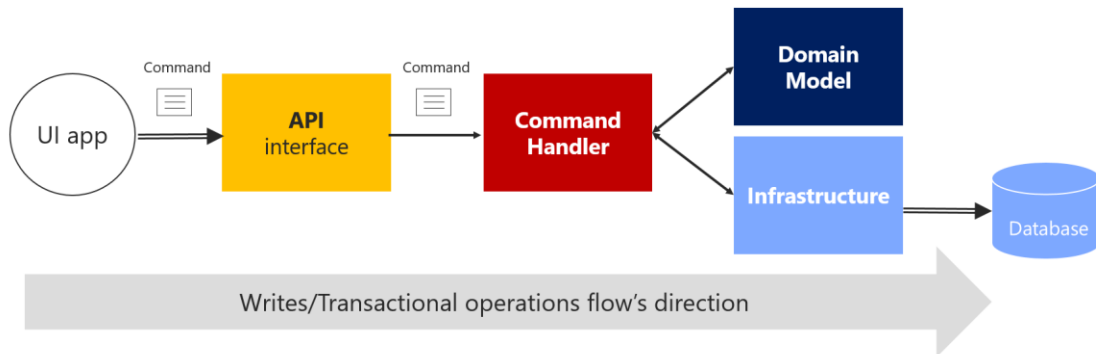 Command
Command
UI app
API
interface
Command
Handler
Domain
Model
Infrastructure
Database
Writes/Transactional operations flow's direction